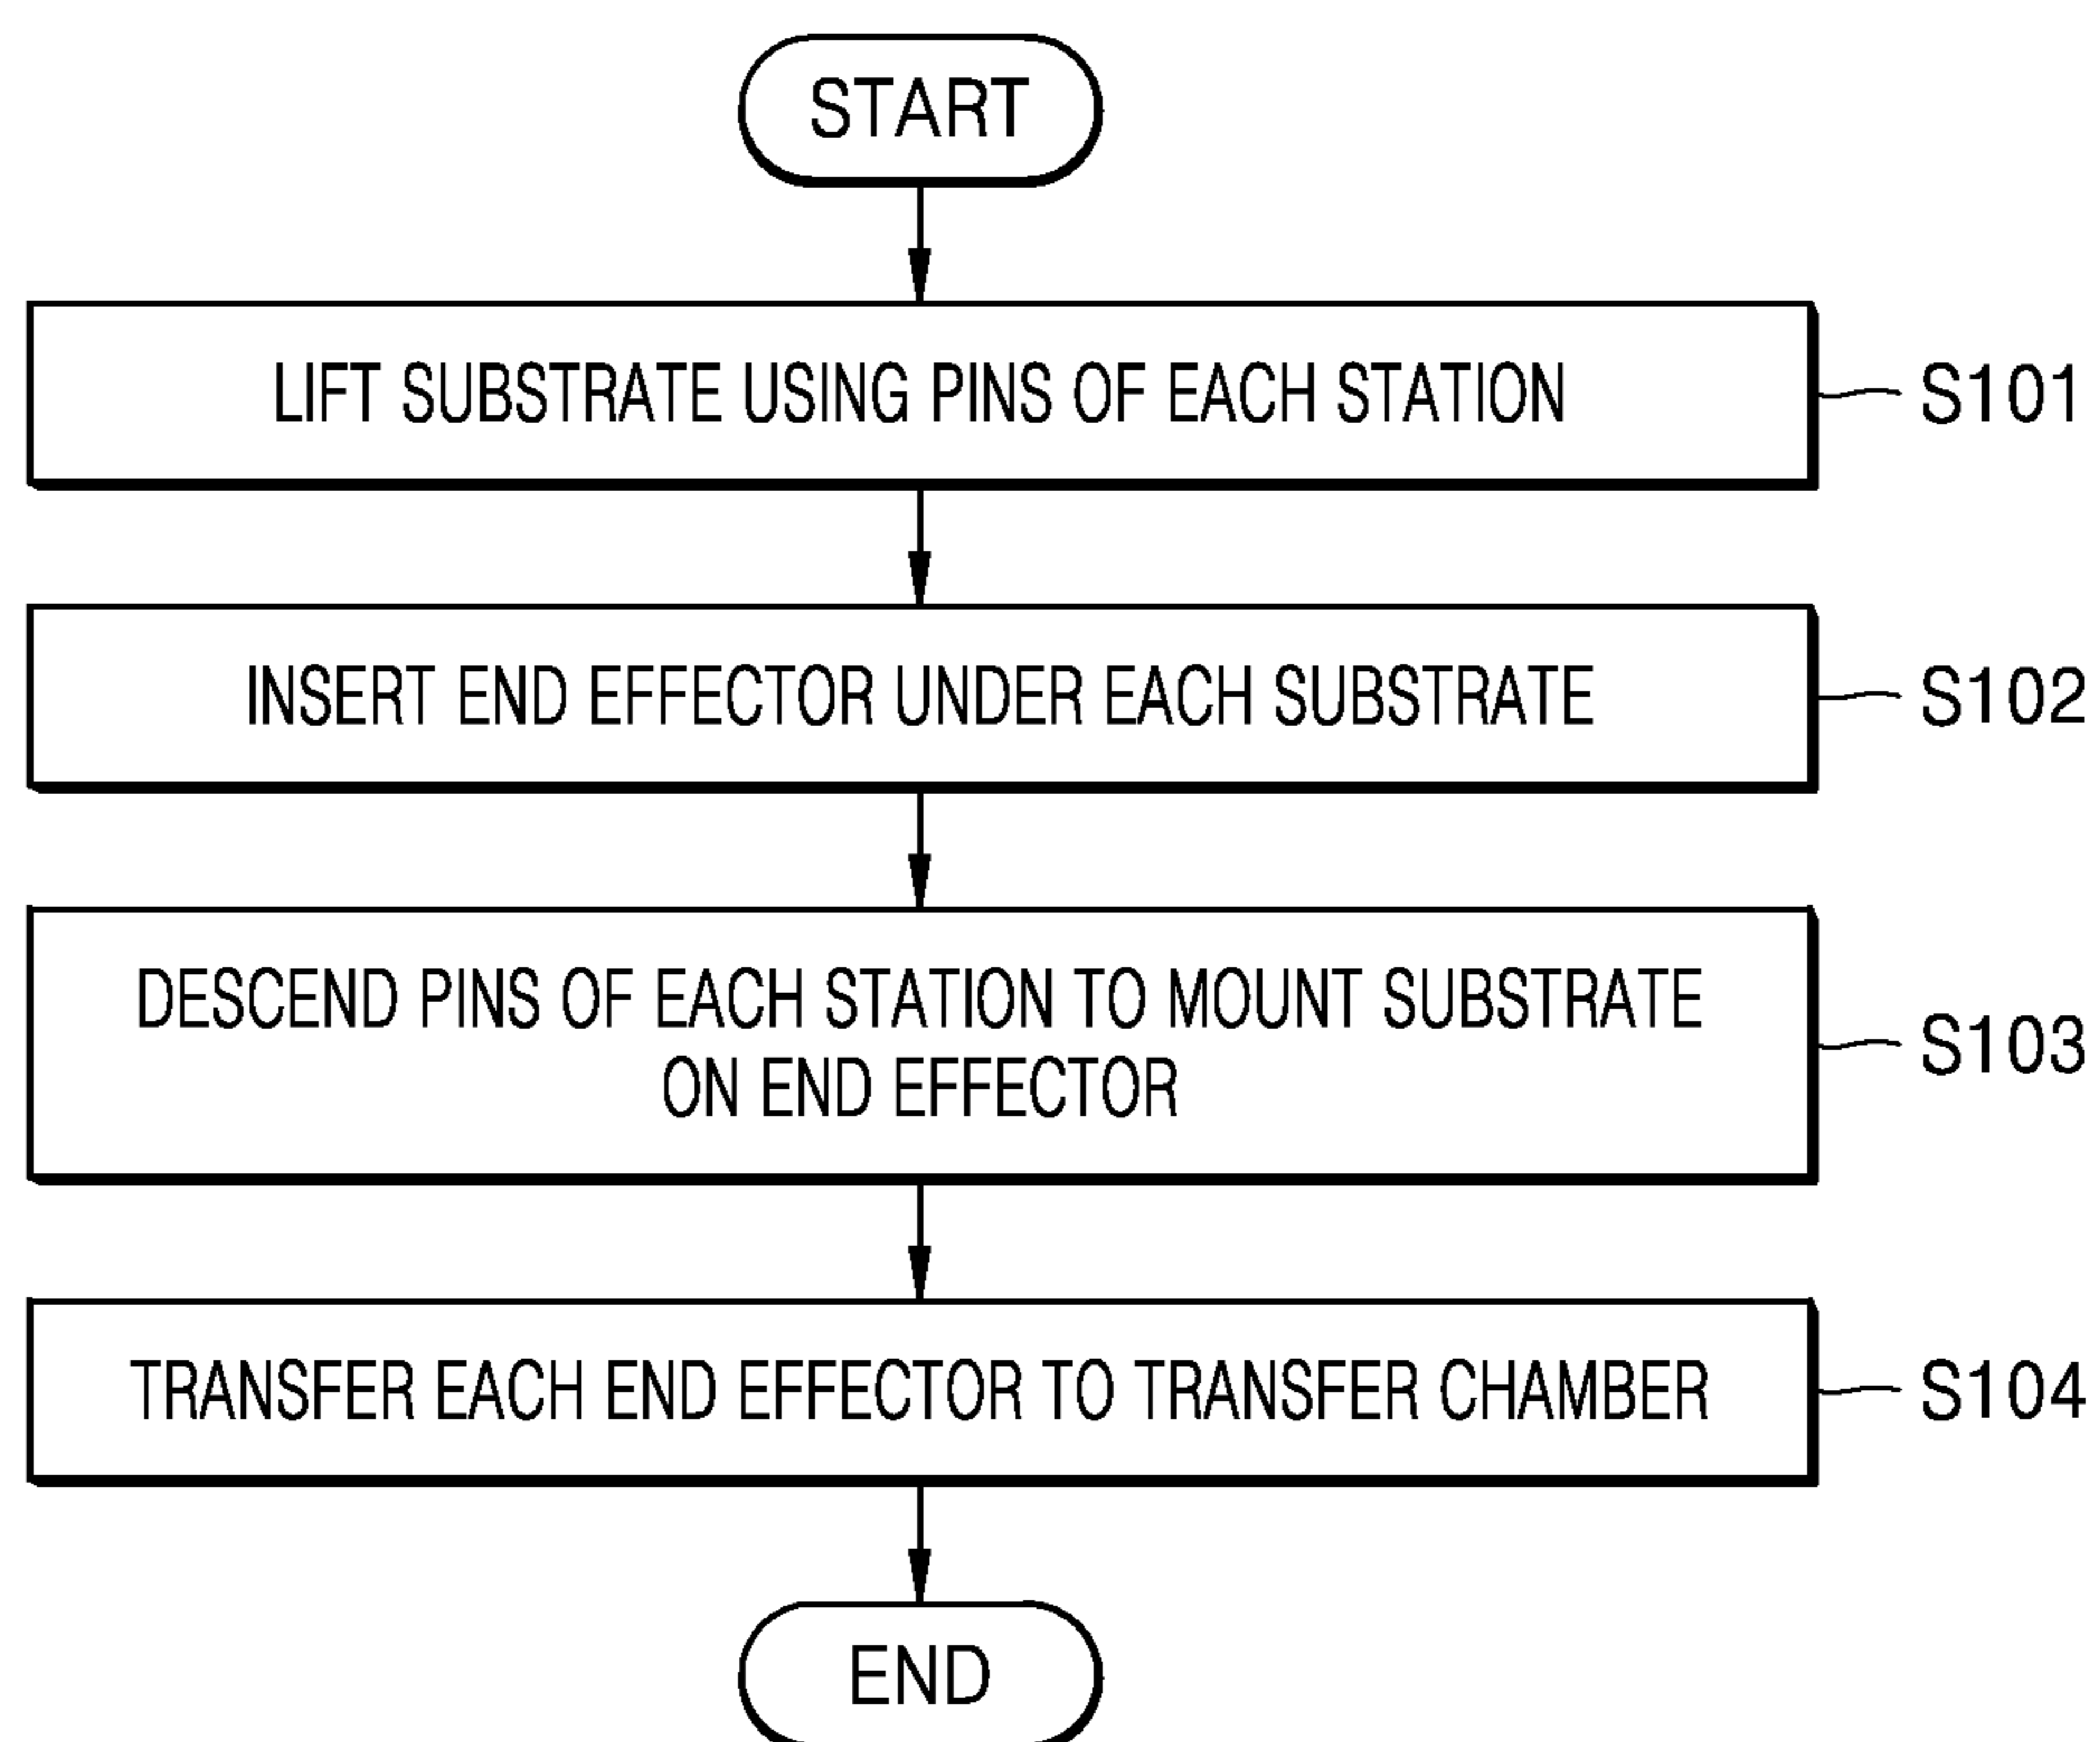 START
LIFT SUBSTRATE USING PINS OF EACH STATION
S101
INSERT END EFFECTOR UNDER EACH SUBSTRATE
S102
DESCEND PINS OF EACH STATION TO MOUNT SUBSTRATE
ON END EFFECTOR
S103
TRANSFER EACH END EFFECTOR TO TRANSFER CHAMBER
S104
END